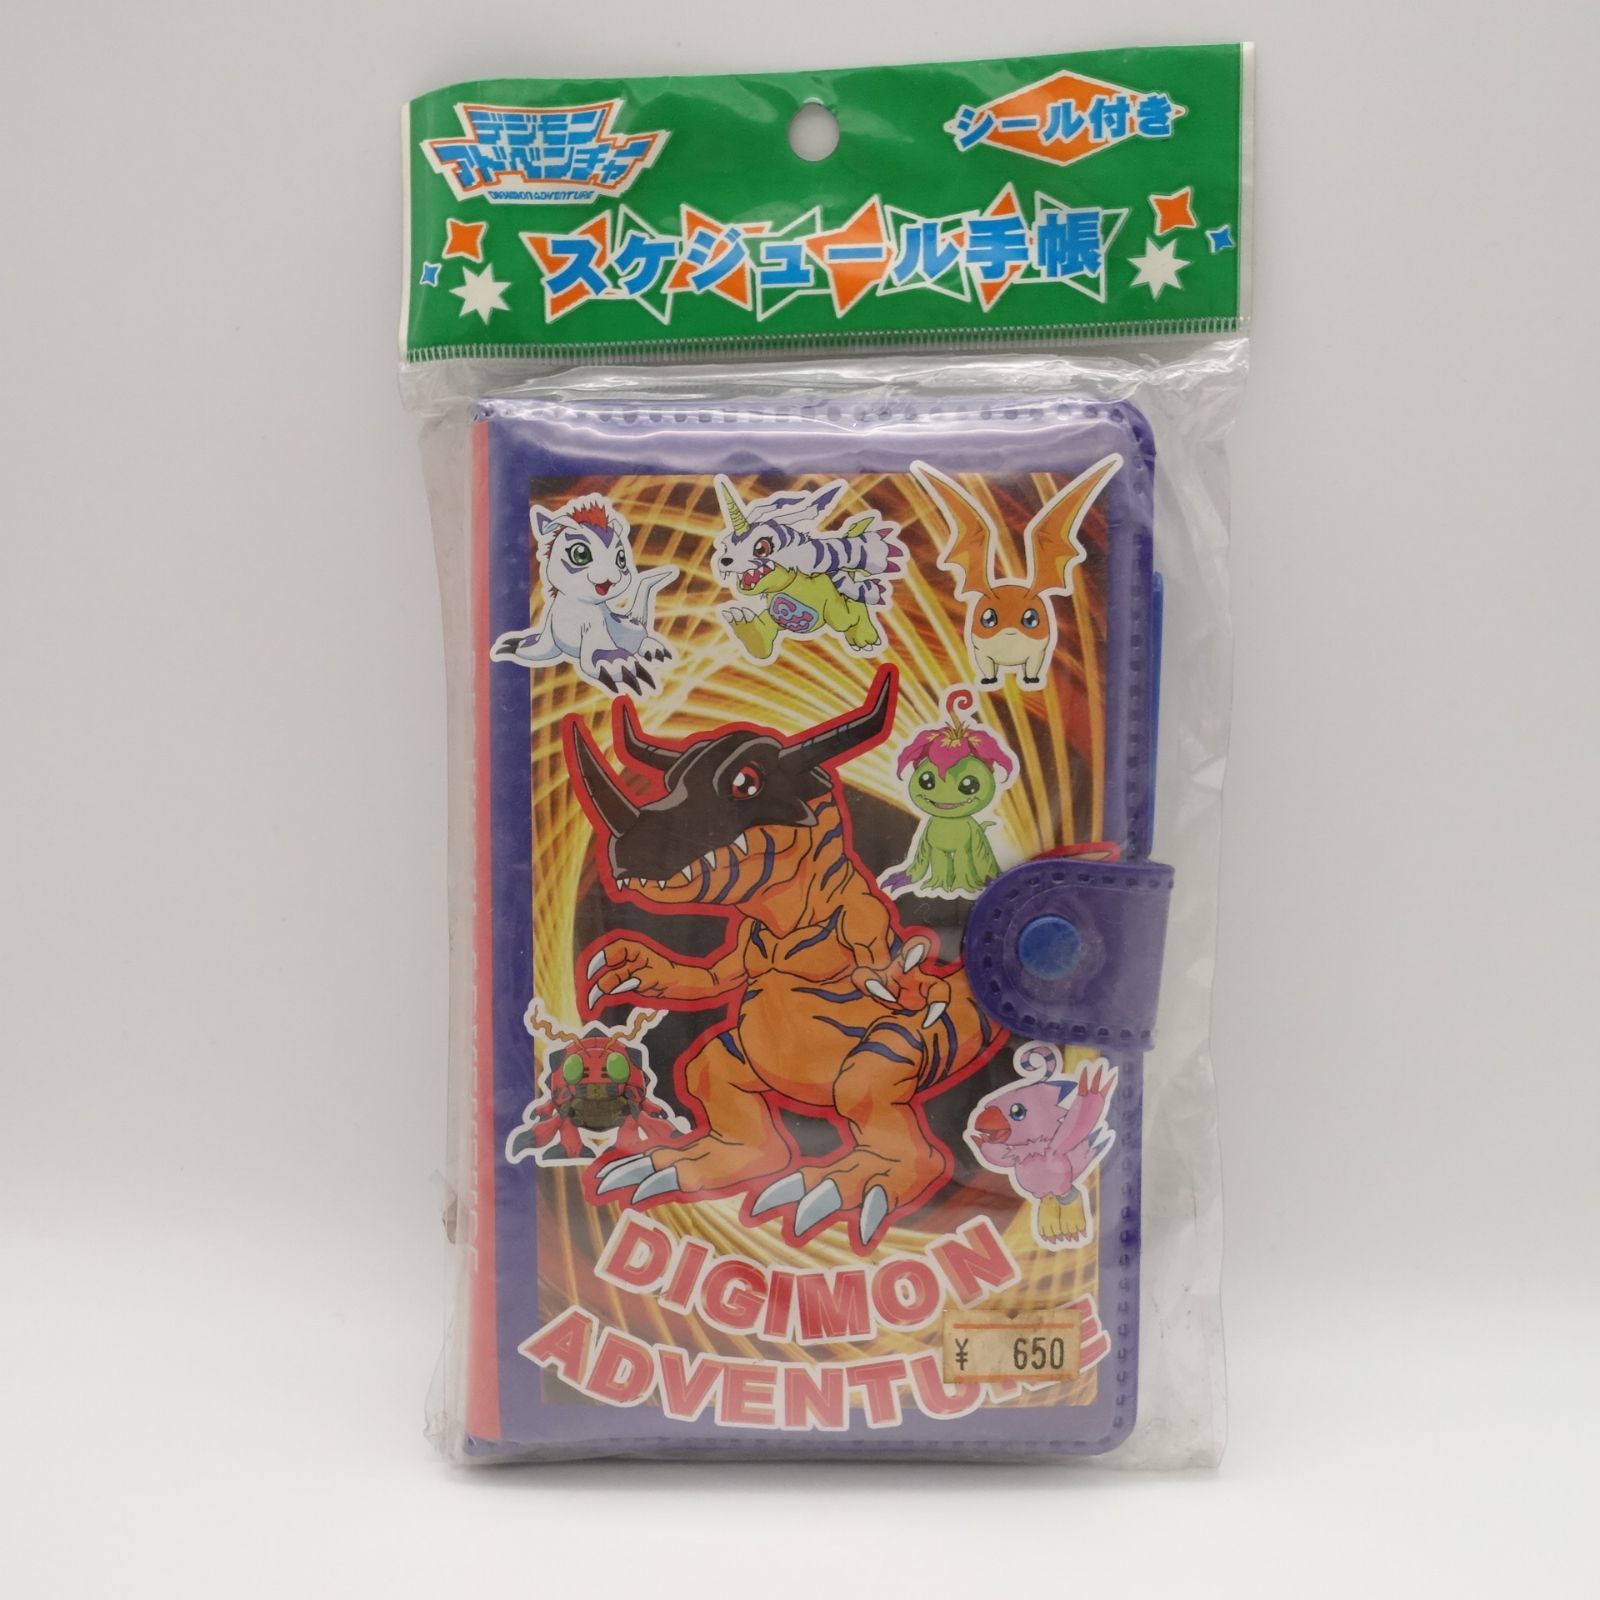 デジモン
アドベンチャー
DIGIMON ADVENTURE
シール付き
スケジュール手帳
DIGIMON
ADVENTURE
¥ 650